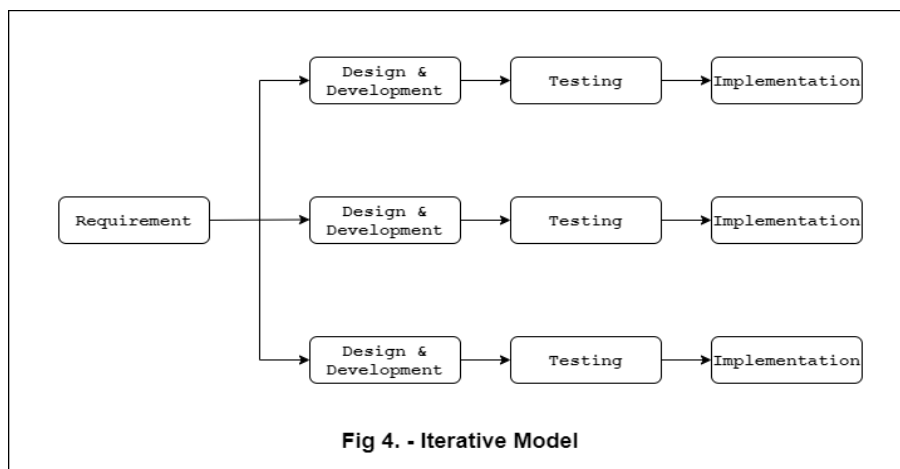 Design &
Development
Testing
Implementation
Requirement
Design &
Development
Testing
Implementation
Design &
Development
Testing
Implementation
Fig 4. - Iterative Model